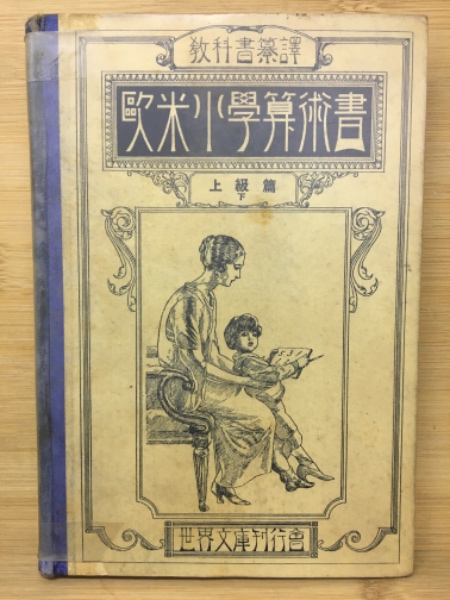 教科書纂譯
歐米小學算術書
上級篇
下
世界文庫刊行會